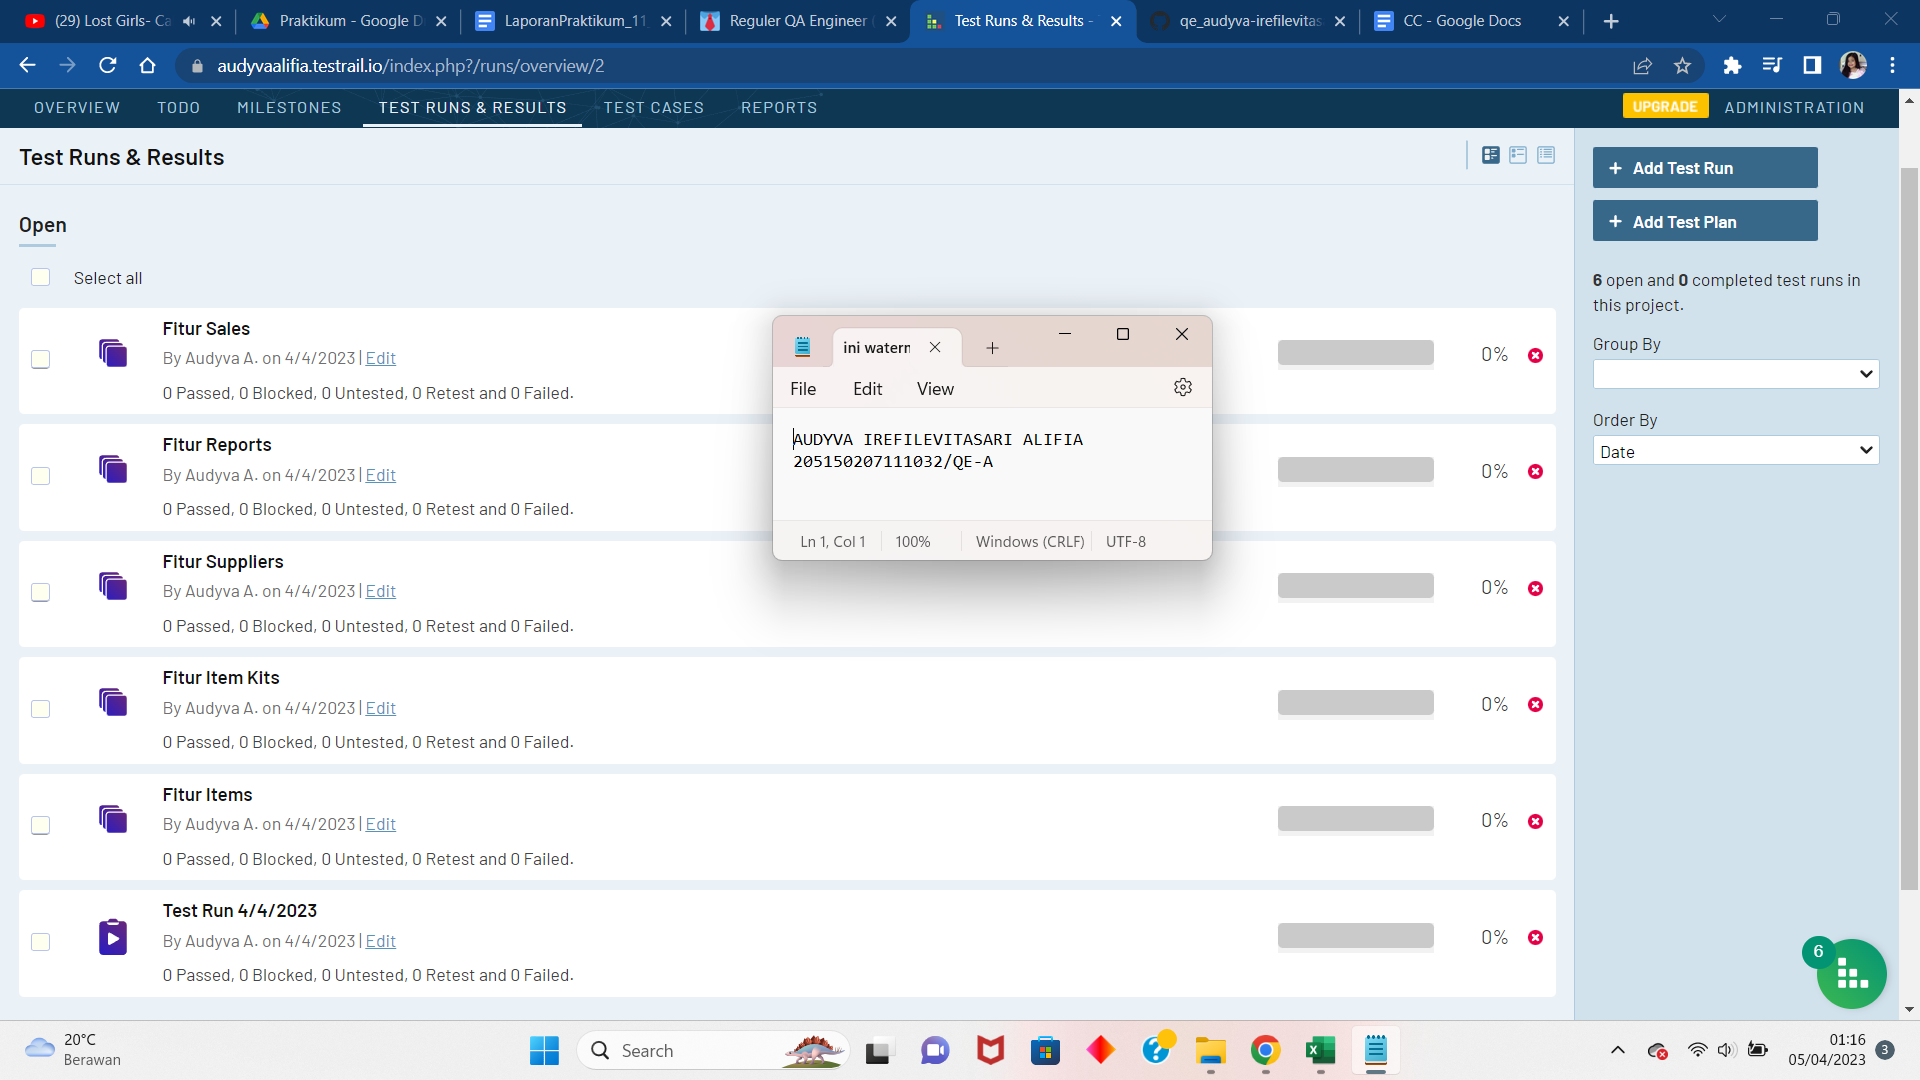 (29) Lost Girls- Ca
Praktikum - Google D
LaporanPraktikum_11
Reguler QA Engineer (
Test Runs & Results -
qe_audyva-irefilevitas
CC - Google Docs
audyvaalifia.testrail.io/index.php?/runs/overview/2
OVERVIEW
TODO
MILESTONES
TEST RUNS & RESULTS
TEST CASES
REPORTS
UPGRADE
ADMINISTRATION
Test Runs & Results
Add Test Run
Add Test Plan
6 open and 0 completed test runs in
this project.
Group By
Order By
Date
Open
Select all
Fitur Sales
By Audyva A. on 4/4/2023 | Edit
0 Passed, 0 Blocked, 0 Untested, 0 Retest and 0 Failed.
0%
Fitur Reports
By Audyva A. on 4/4/2023 | Edit
0 Passed, 0 Blocked, 0 Untested, 0 Retest and 0 Failed.
0%
Fitur Suppliers
By Audyva A. on 4/4/2023 | Edit
0 Passed, 0 Blocked, 0 Untested, 0 Retest and 0 Failed.
0%
Fitur Item Kits
By Audyva A. on 4/4/2023 | Edit
0 Passed, 0 Blocked, 0 Untested, 0 Retest and 0 Failed.
0%
Fitur Items
By Audyva A. on 4/4/2023 | Edit
0 Passed, 0 Blocked, 0 Untested, 0 Retest and 0 Failed.
0%
Test Run 4/4/2023
By Audyva A. on 4/4/2023 | Edit
0 Passed, 0 Blocked, 0 Untested, 0 Retest and 0 Failed.
0%
ini waterm
File
Edit
View
AUDYVA IREFILEVITASARI ALIFIA
205150207111032/QE-A
Ln 1, Col 1
100%
Windows (CRLF)
UTF-8
6
20°C
Berawan
Search
01:16
05/04/2023
3